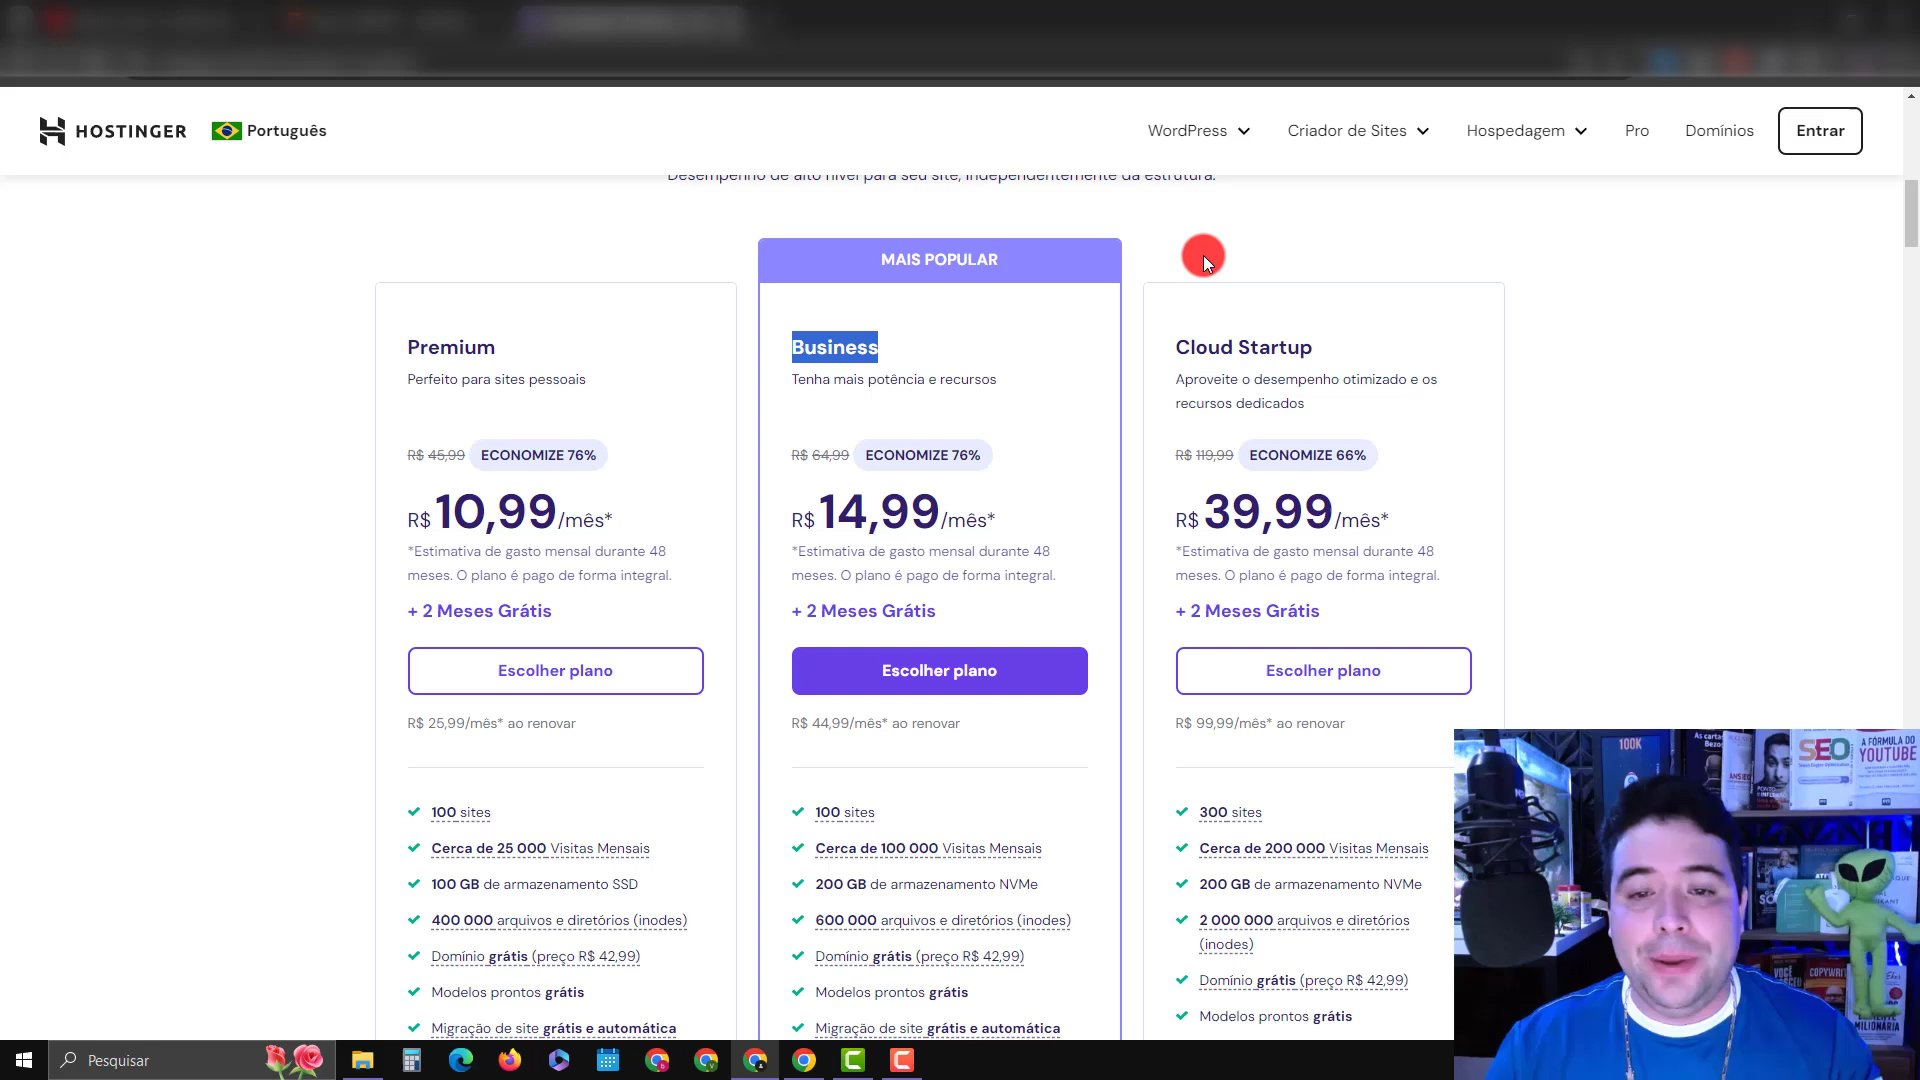 HOSTINGER
Português
WordPress
Criador de Sites
Hospedagem
Pro
Domínios
Entrar
Desempenho de alto nível para seu site, independentemente da estrutura.
MAIS POPULAR
Premium
Perfeito para sites pessoais
R$ 45,99 ECONOMIZE 76%
R$ 10,99/mês*
*Estimativa de gasto mensal durante 48
meses. O plano é pago de forma integral.
+ 2 Meses Grátis
Escolher plano
R$ 25,99/mês* ao renovar
100 sites
Cerca de 25 000 Visitas Mensais
100 GB de armazenamento SSD
400 000 arquivos e diretórios (inodes)
Domínio grátis (preço R$ 42,99)
Modelos prontos grátis
Migração de site grátis e automática
Business
Tenha mais potência e recursos
R$ 64,99 ECONOMIZE 76%
R$ 14,99/mês*
*Estimativa de gasto mensal durante 48
meses. O plano é pago de forma integral.
+ 2 Meses Grátis
Escolher plano
R$ 44,99/mês* ao renovar
100 sites
Cerca de 100 000 Visitas Mensais
200 GB de armazenamento NVMe
600 000 arquivos e diretórios (inodes)
Domínio grátis (preço R$ 42,99)
Modelos prontos grátis
Migração de site grátis e automática
Cloud Startup
Aproveite o desempenho otimizado e os
recursos dedicados
R$ 119,99 ECONOMIZE 66%
R$ 39,99/mês*
*Estimativa de gasto mensal durante 48
meses. O plano é pago de forma integral.
+ 2 Meses Grátis
Escolher plano
R$ 99,99/mês* ao renovar
300 sites
Cerca de 200 000 Visitas Mensais
200 GB de armazenamento NVMe
2 000 000 arquivos e diretórios
(inodes)
Domínio grátis (preço R$ 42,99)
Modelos prontos grátis
100K
As cartas
Bezos
SEO
A FÓRMULA DO
YOUTUBE
VOCÊ
COPYWRIT
MILIONÁRIA
Pesquisar